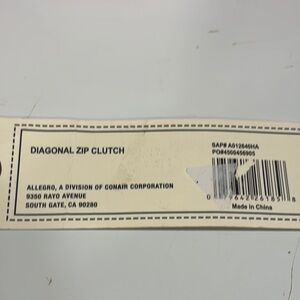 DIAGONAL ZIP CLUTCH
ALLEGRO, A DIVISION OF CONAIR CORPORATION
9350 RAYO AVENUE
SOUTH GATE, CA 90280
SAP# A012646HA
PO#4500456905
Made in China